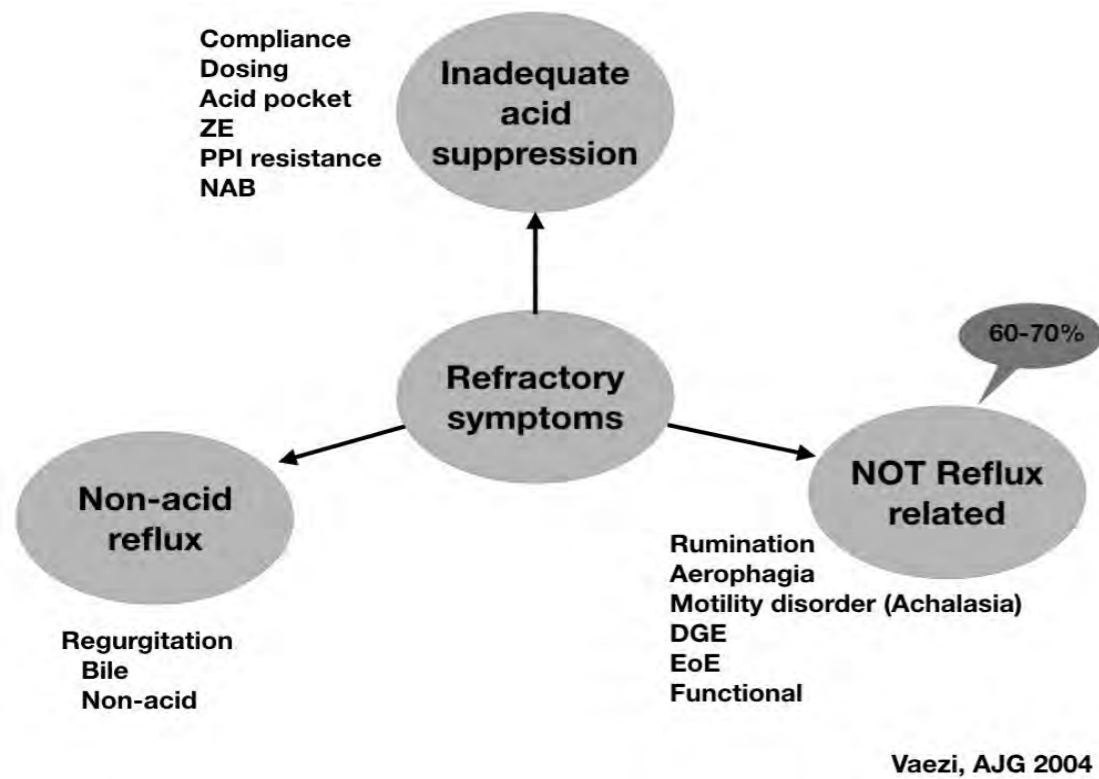 Compliance
Dosing
Acid pocket
ZE
PPI resistance
NAB
Inadequate
acid
suppression
Refractory
symptoms
60-70%
Non-acid
reflux
Regurgitation
Bile
Non-acid
NOT Reflux
related
Rumination
Aerophagia
Motility disorder (Achalasia)
DGE
EoE
Functional
Vaezi, AJG 2004